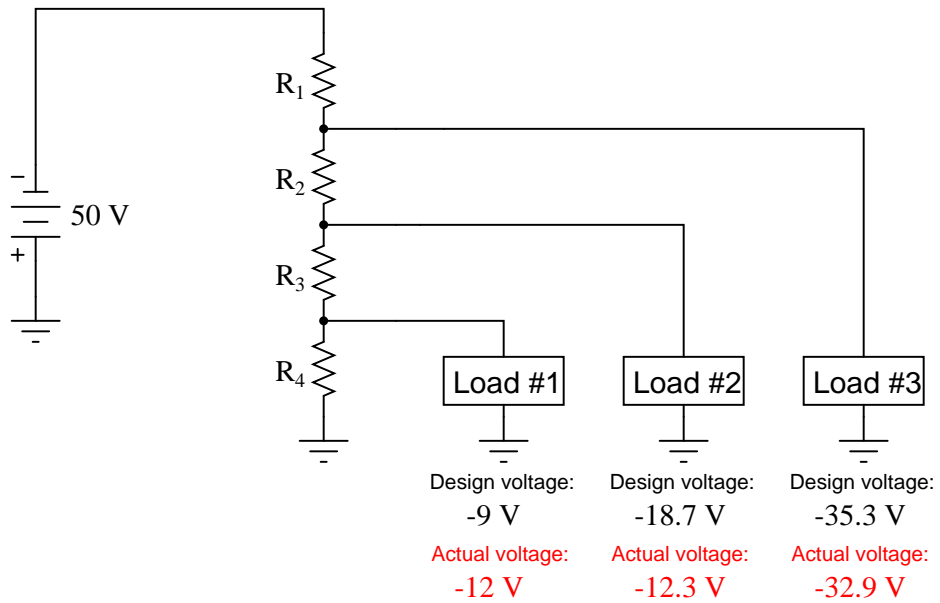 R1
−
R2
50 V
+
R3
R4
Load #1 Load #2 Load #3
Design voltage: Design voltage: Design voltage:
-9 V -18.7 V -35.3 V
Actual voltage: Actual voltage: Actual voltage:
-12 V -12.3 V -32.9 V